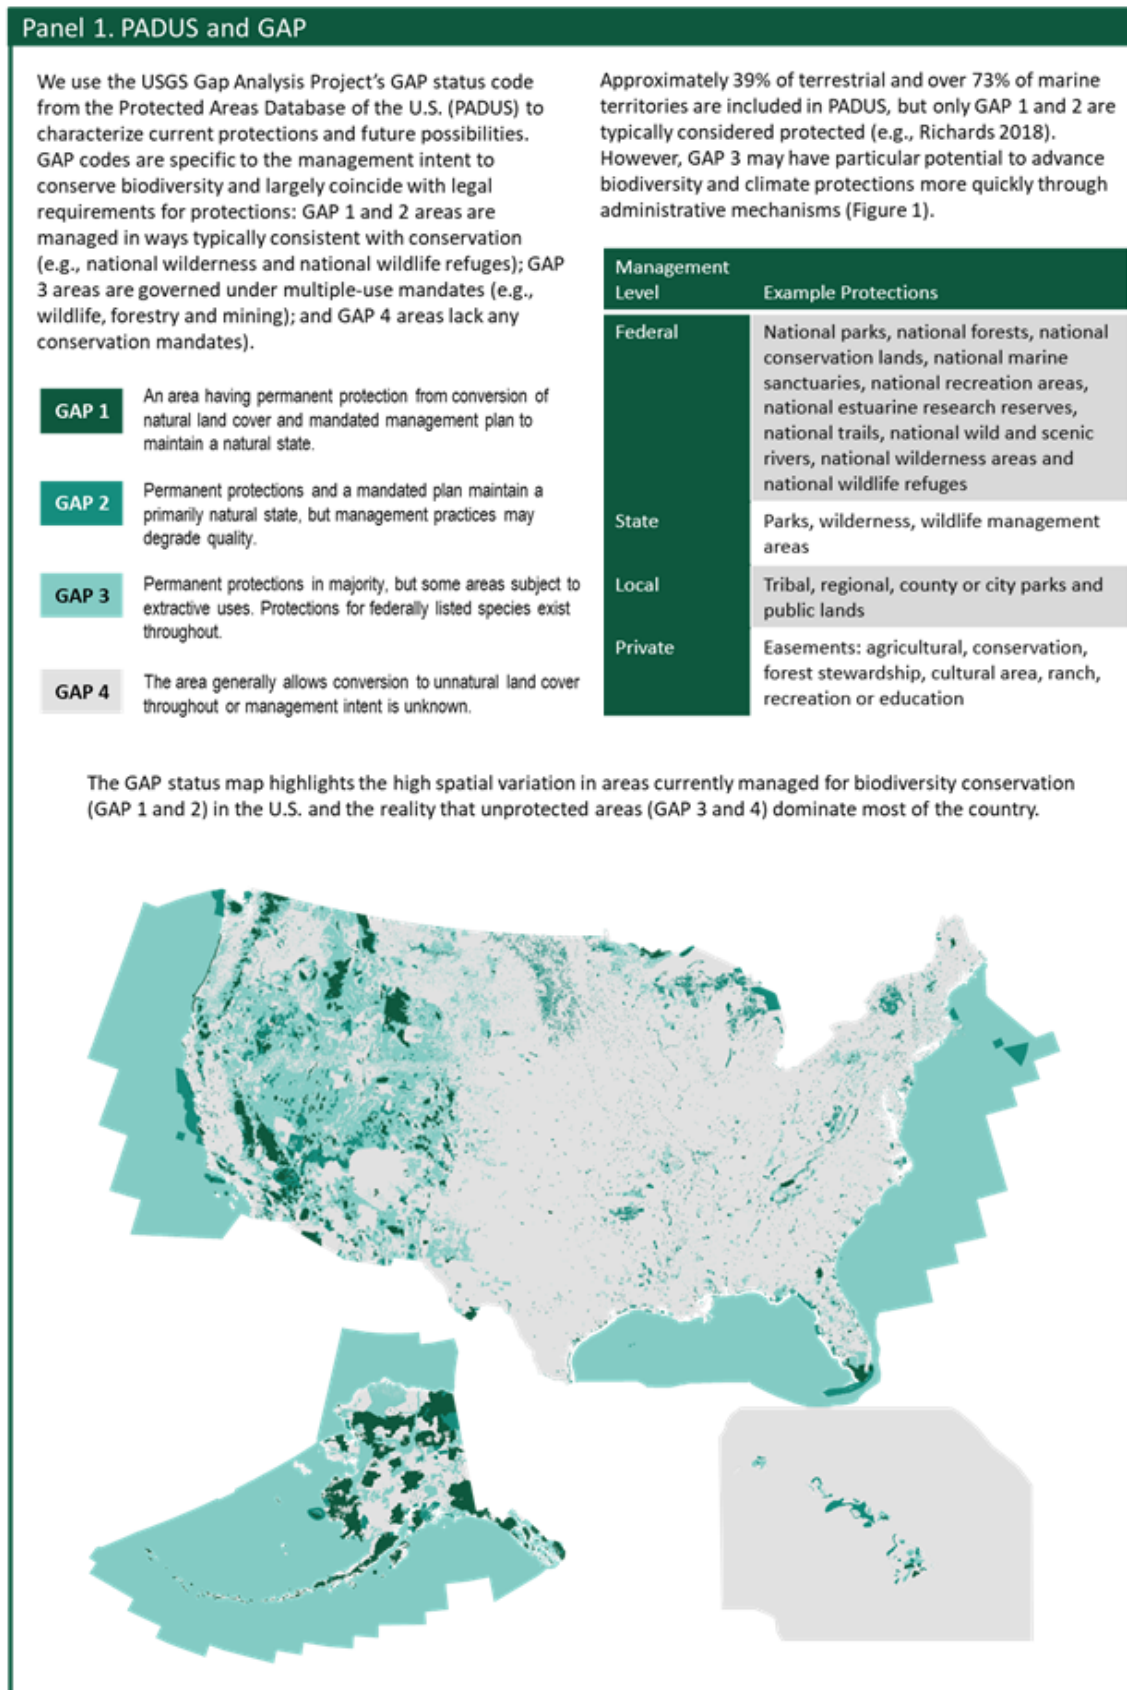 Panel 1. PADUS and GAP
We use the USGS Gap Analysis Project's GAP status code
from the Protected Areas Database of the U.S. (PADUS) to
characterize current protections and future possibilities.
GAP codes are specific to the management intent to
conserve biodiversity and largely coincide with legal
requirements for protections: GAP 1 and 2 areas are
managed in ways typically consistent with conservation
(e.g., national wilderness and national wildlife refuges); GAP
3 areas are governed under multiple-use mandates (e.g.,
wildlife, forestry and mining); and GAP 4 areas lack any
conservation mandates).
GAP 1
An area having permanent protection from conversion of
natural land cover and mandated management plan to
maintain a natural state.
GAP 2
Permanent protections and a mandated plan maintain a
primarily natural state, but management practices may
degrade quality.
GAP 3
Permanent protections in majority, but some areas subject to
extractive uses. Protections for federally listed species exist
throughout.
GAP 4
The area generally allows conversion to unnatural land cover
throughout or management intent is unknown.
Approximately 39% of terrestrial and over 73% of marine
territories are included in PADUS, but only GAP 1 and 2 are
typically considered protected (e.g., Richards 2018).
However, GAP 3 may have particular potential to advance
biodiversity and climate protections more quickly through
administrative mechanisms (Figure 1).
Management
Level Example Protections
Federal National parks, national forests, national
conservation lands, national marine
sanctuaries, national recreation areas,
national estuarine research reserves,
national trails, national wild and scenic
rivers, national wilderness areas and
national wildlife refuges
State Parks, wilderness, wildlife management
areas
Local Tribal, regional, county or city parks and
public lands
Private Easements: agricultural, conservation,
forest stewardship, cultural area, ranch,
recreation or education
The GAP status map highlights the high spatial variation in areas currently managed for biodiversity conservation
(GAP 1 and 2) in the U.S. and the reality that unprotected areas (GAP 3 and 4) dominate most of the country.